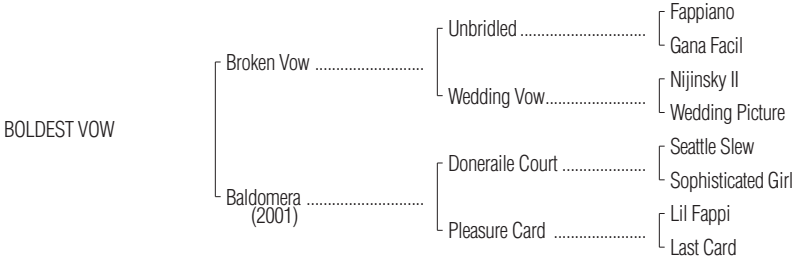 Fappiano
Unbridled ..............................
Gana Facil
Broken Vow ..........................
Nijinsky II
Wedding Vow........................
Wedding Picture
BOLDEST VOW
Seattle Slew
Doneraile Court ....................
Sophisticated Girl
Baldomera ............................
(2001)
Lil Fappi
Pleasure Card ......................
Last Card